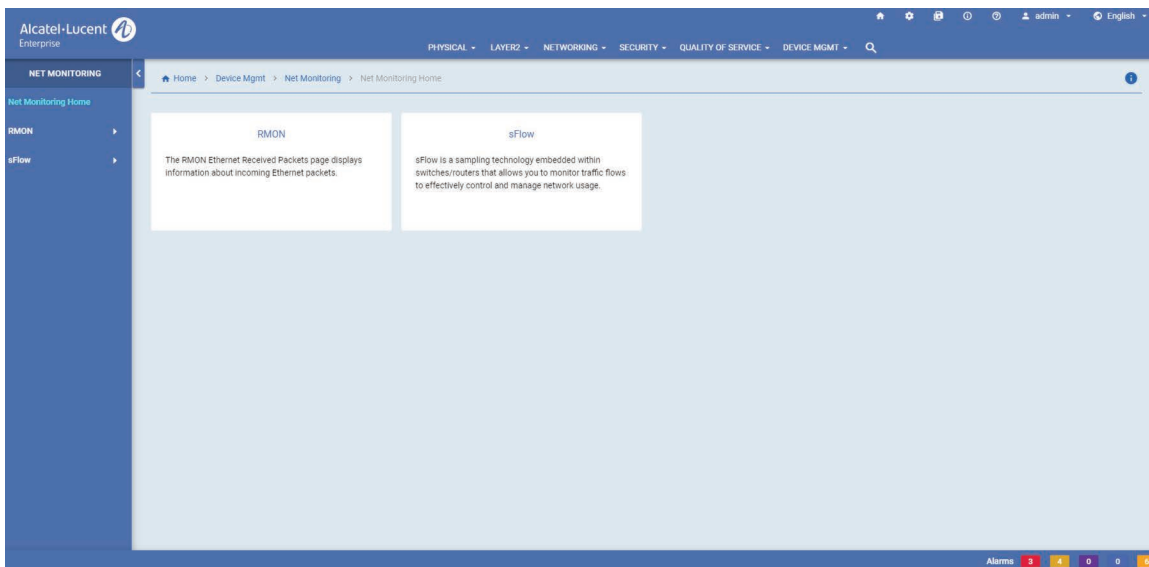 Alcatel·Lucent
Enterprise
admin
English
PHYSICAL
LAYER2
NETWORKING
SECURITY
QUALITY OF SERVICE
DEVICE MGMT
NET MONITORING
Home > Device Mgmt > Net Monitoring > Net Monitoring Home
Net Monitoring Home
RMON
sFlow
RMON
The RMON Ethernet Received Packets page displays
information about incoming Ethernet packets.
sFlow
sFlow is a sampling technology embedded within
switches/routers that allows you to monitor traffic flows
to effectively control and manage network usage.
Alarms 3 4 0 0